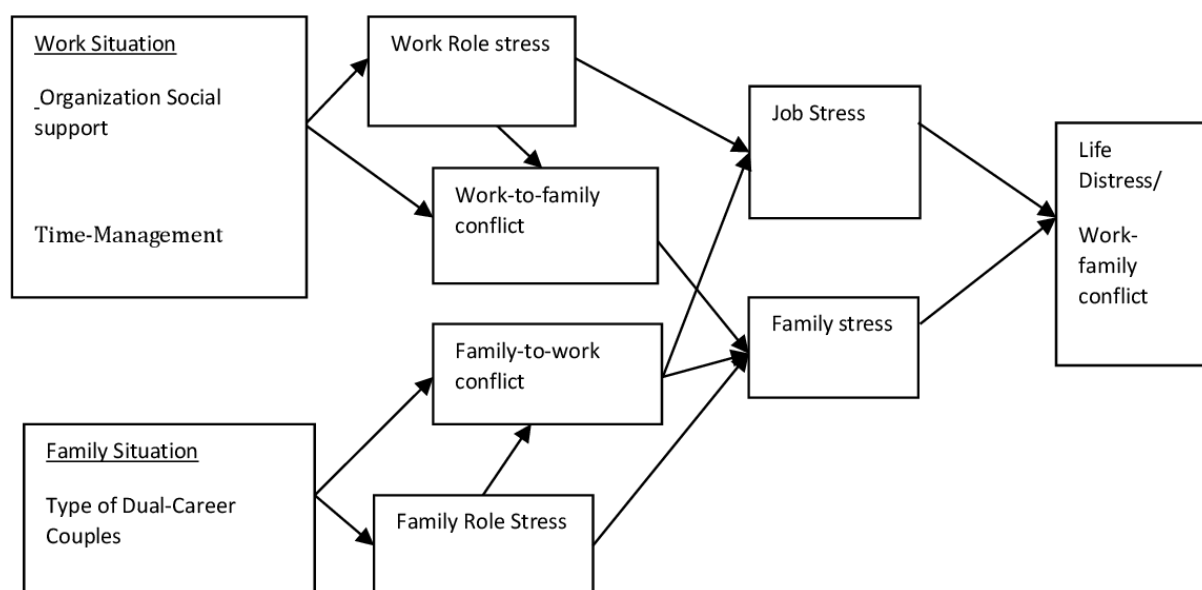 Work Situation
_Organization Social
support
Time-Management
Work Role stress
Work-to-family
conflict
Family-to-work
conflict
Family Situation
Type of Dual-Career
Couples
Family Role Stress
Job Stress
Family stress
Life
Distress/
Work-
family
conflict